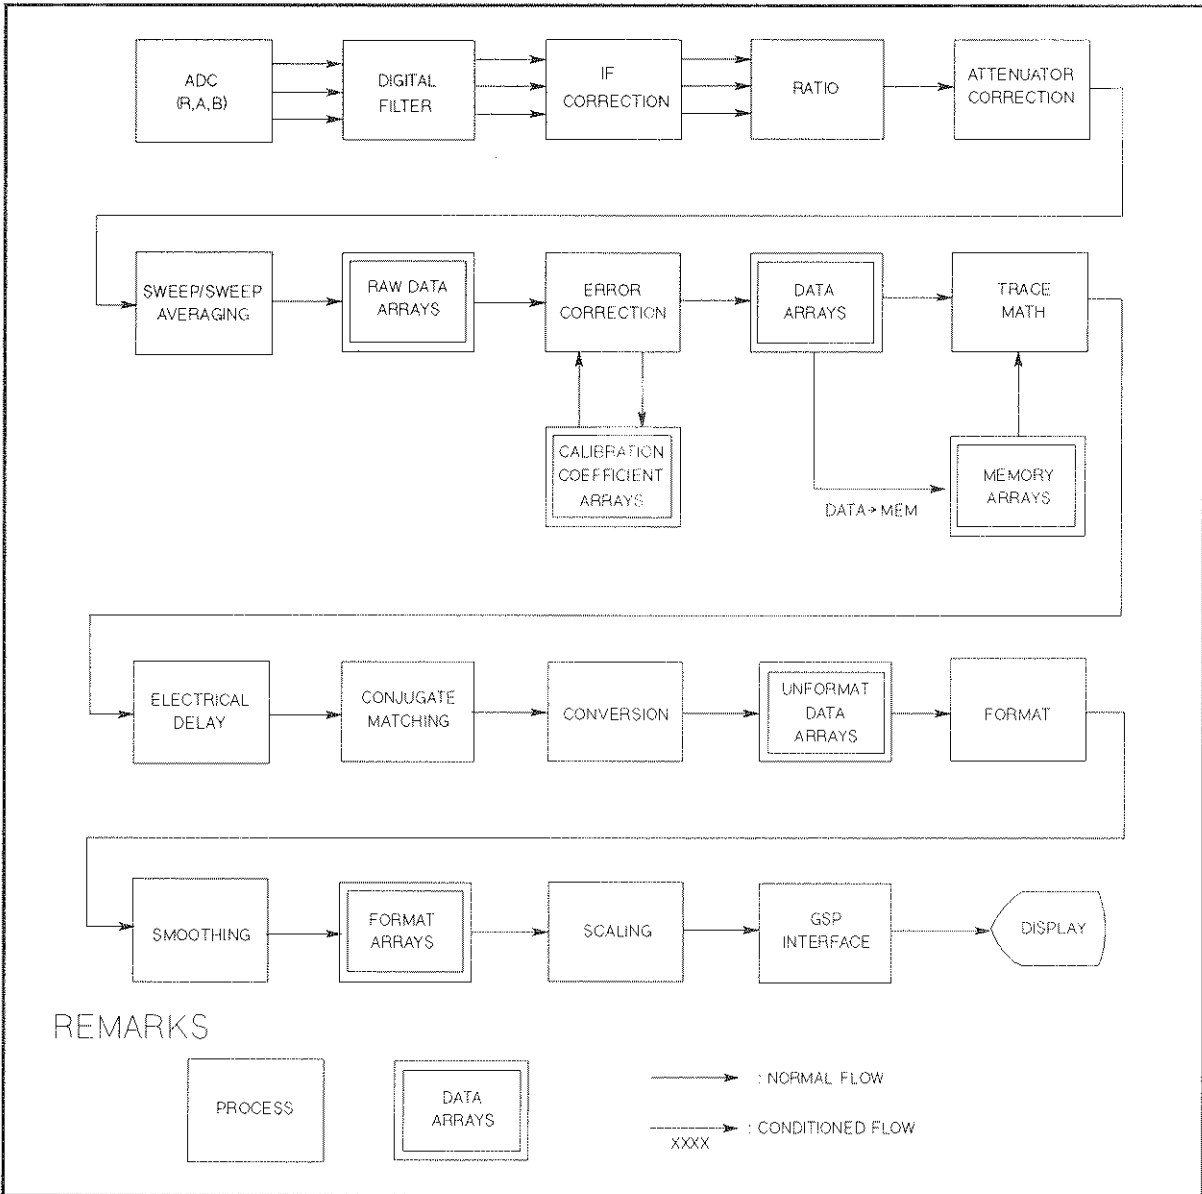 ADC
(R,A,B)
DIGITAL
FILTER
IF
CORRECTION
RATIO
ATTENUATOR
CORRECTION
SWEEP/SWEEP
AVERAGING
RAW DATA
ARRAYS
ERROR
CORRECTION
DATA
ARRAYS
TRACE
MATH
CALIBRATION
COEFFICIENT
ARRAYS
DATA→MEM
MEMORY
ARRAYS
ELECTRICAL
DELAY
CONJUGATE
MATCHING
CONVERSION
UNFORMAT
DATA
ARRAYS
FORMAT
SMOOTHING
FORMAT
ARRAYS
SCALING
GSP
INTERFACE
DISPLAY
REMARKS
PROCESS
DATA
ARRAYS
: NORMAL FLOW
XXXX
: CONDITIONED FLOW